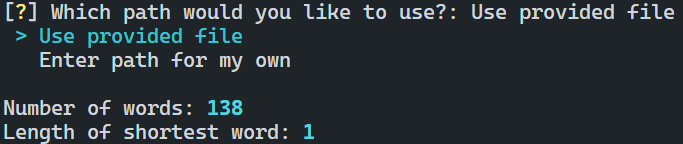 [?] Which path would you like to use?: Use provided file
> Use provided file
Enter path for my own
Number of words: 138
Length of shortest word: 1